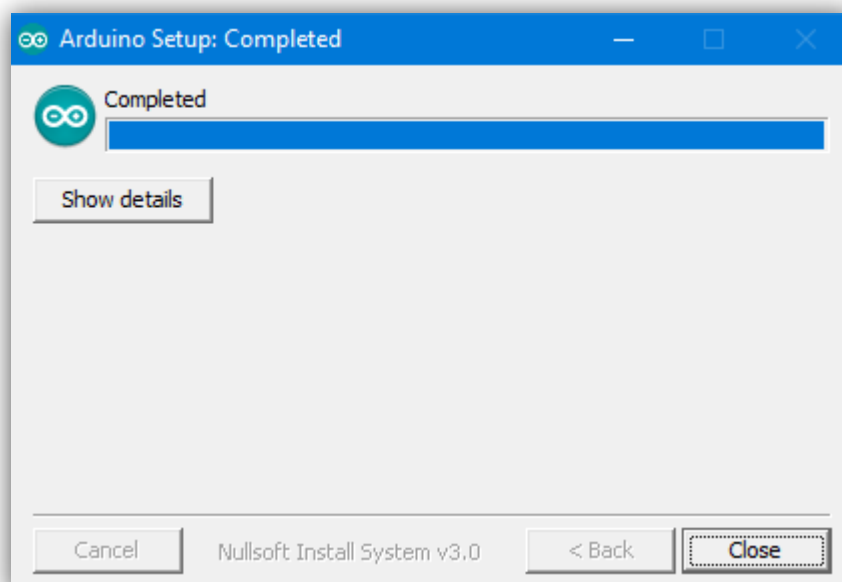 Arduino Setup: Completed
Completed
Show details
Cancel
Nullsoft Install System v3.0
< Back
Close